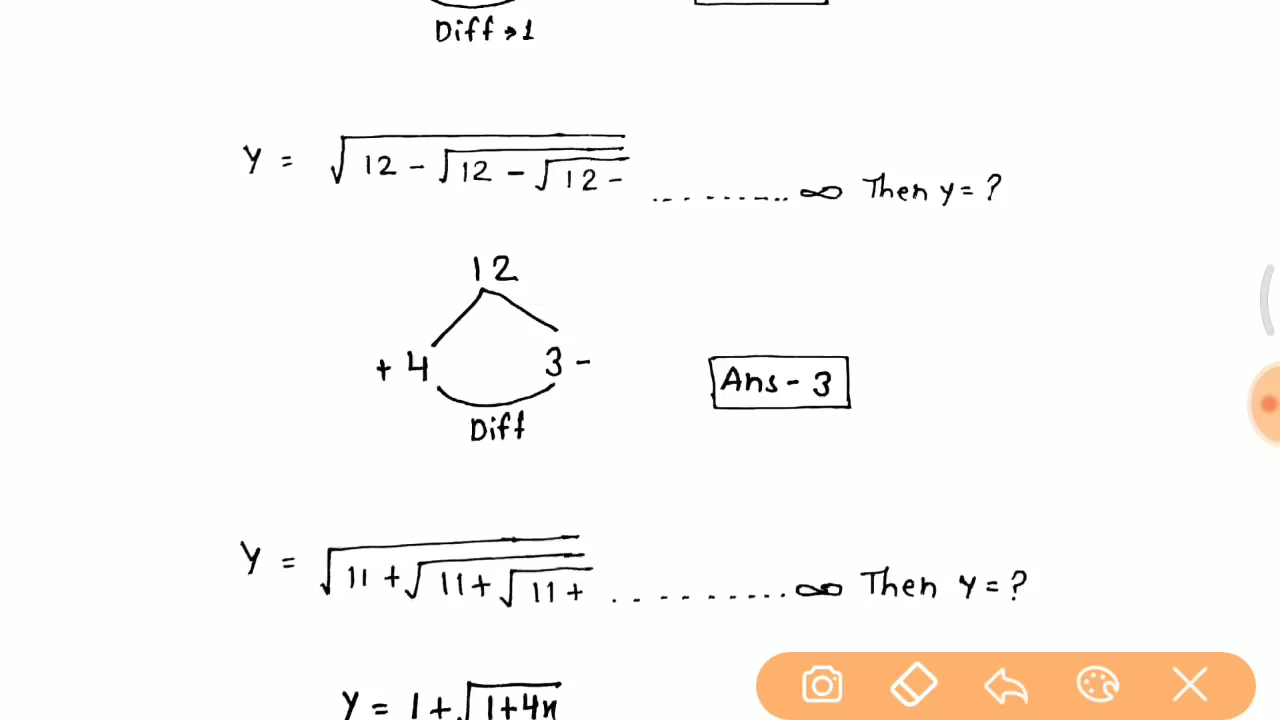 Diff → 1
y = √12 - √12 - √12 - .......... ∞ Then y = ?
12
+ 4 3 -
Diff
Ans - 3
y = √11 + √11 + √11 + .......... ∞ Then y = ?
y = 1 + √1+4n